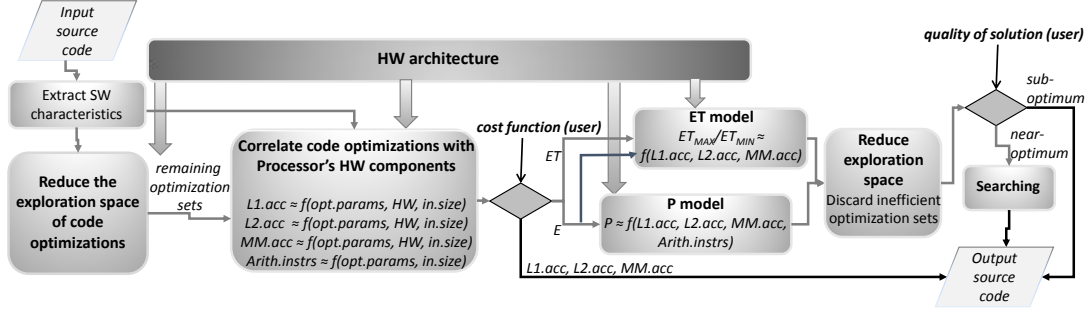 Input
source
code
HW architecture
quality of solution (user)
Extract SW
characteristics
Reduce the
exploration space
of code
optimizations
remaining
optimization
sets
Correlate code optimizations with
Processor's HW components
L1.acc ≈ f(opt.params, HW, in.size)
L2.acc ≈ f(opt.params, HW, in.size)
MM.acc ≈ f(opt.params, HW, in.size)
Arith.instrs ≈ f(opt.params, in.size)
cost function (user)
ET
E
L1.acc, L2.acc, MM.acc
ET model
ET_MAX/ET_MIN ≈
f(L1.acc, L2.acc, MM.acc)
P model
P ≈ f(L1.acc, L2.acc, MM.acc,
Arith.instrs)
Reduce
exploration
space
Discard inefficient
optimization sets
sub-
optimum
near-
optimum
Searching
Output
source
code